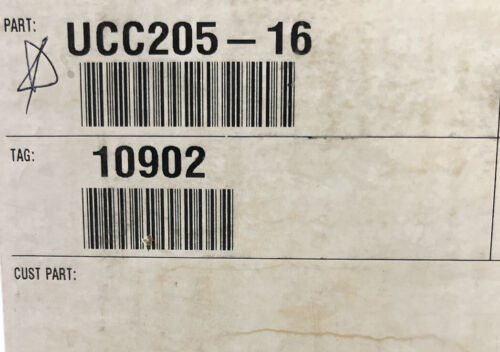 PART: UCC205-16
TAG: 10902
CUST PART: